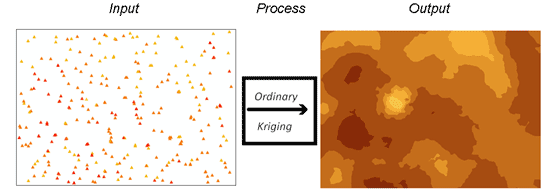 Input
Process
Output
Ordinary
Kriging